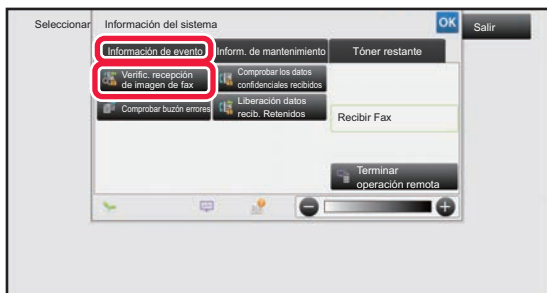 Seleccionar
Información del sistema
OK
Salir
Información de evento
Inform. de mantenimiento
Tóner restante
Verific. recepción
de imagen de fax
Comprobar los datos
confidenciales recibidos
Comprobar buzón errores
Liberación datos
recib. Retenidos
Recibir Fax
Terminar
operación remota